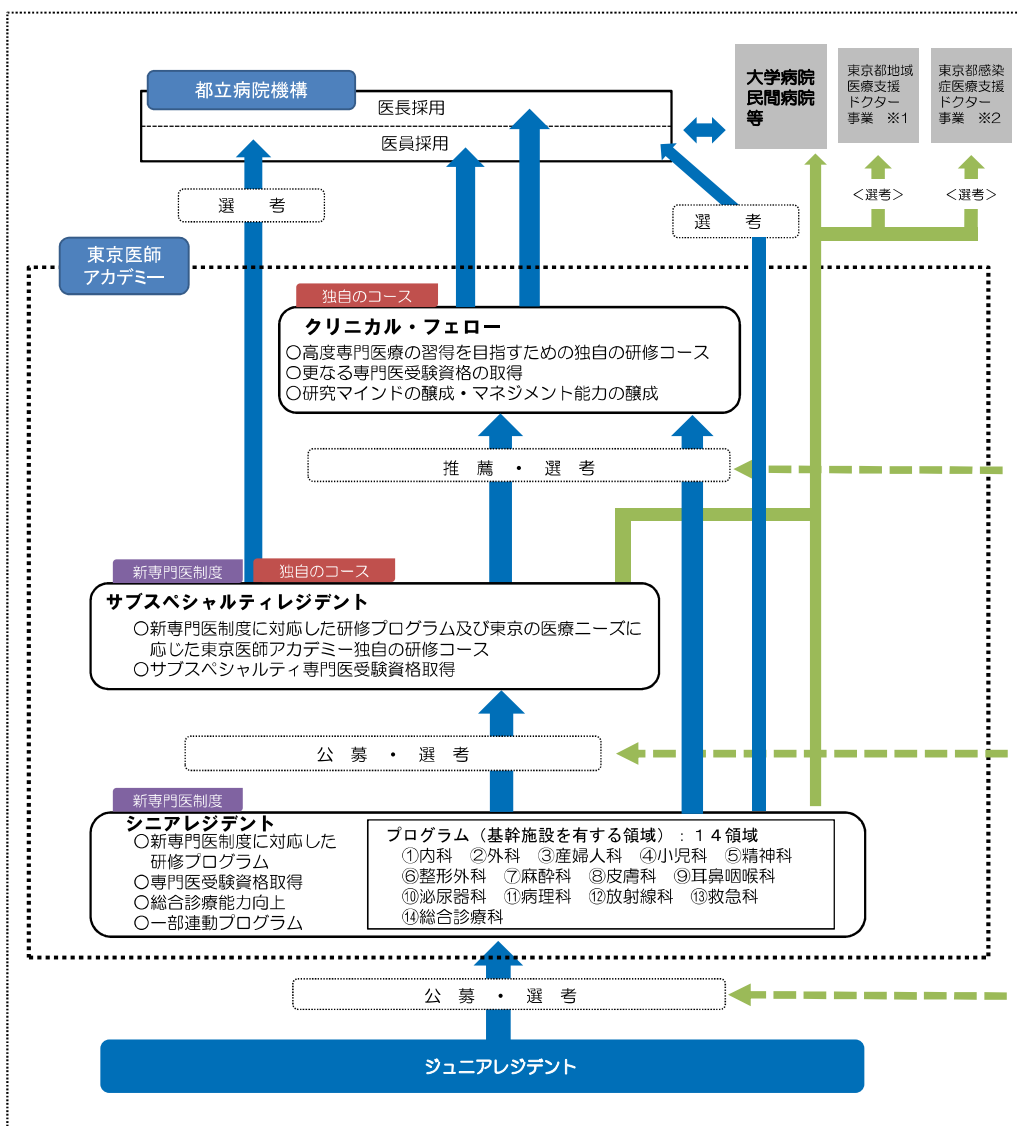 都立病院機構
医長採用
医員採用
大学病院
民間病院
等
東京都地域
医療支援
ドクター
事業　※1
東京都感染
症医療支援
ドクター
事業　※2
選　考
選　考
＜選考＞
＜選考＞
東京医師
アカデミー
独自のコース
クリニカル・フェロー
○高度専門医療の習得を目指すための独自の研修コース
○更なる専門医受験資格の取得
○研究マインドの醸成・マネジメント能力の醸成
推　薦　・　選　考
新専門医制度
独自のコース
サブスペシャルティレジデント
○新専門医制度に対応した研修プログラム及び東京の医療ニーズに
応じた東京医師アカデミー独自の研修コース
○サブスペシャルティ専門医受験資格取得
公　募　・　選　考
新専門医制度
シニアレジデント
○新専門医制度に対応した
研修プログラム
○専門医受験資格取得
○総合診療能力向上
○一部連動プログラム
プログラム（基幹施設を有する領域）：１４領域
①内科　②外科　③産婦人科　④小児科　⑤精神科
⑥整形外科　⑦麻酔科　⑧皮膚科　⑨耳鼻咽喉科
⑩泌尿器科　⑪病理科　⑫放射線科　⑬救急科
⑭総合診療科
公　募　・　選　考
ジュニアレジデント